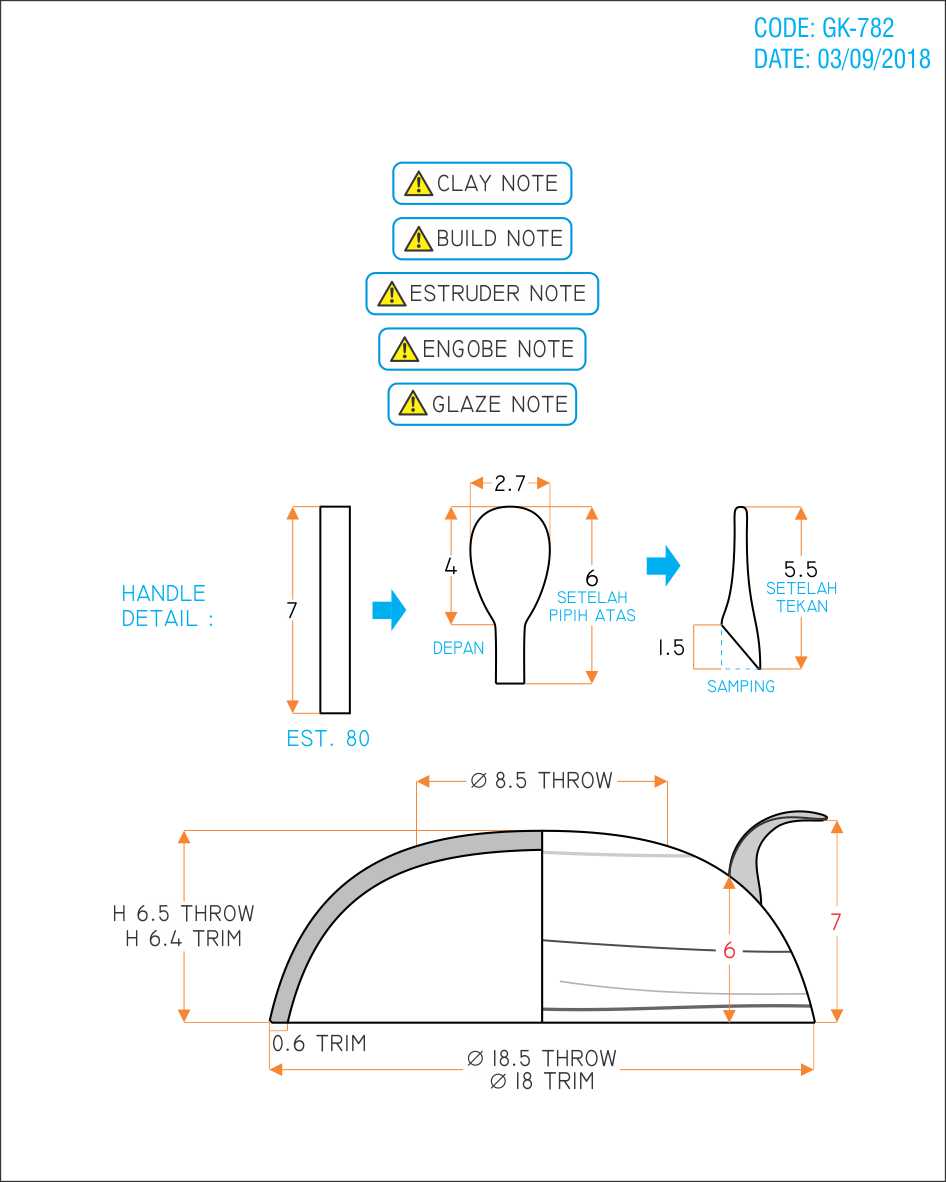 CODE: GK-782
DATE: 03/09/2018
CLAY NOTE
BUILD NOTE
ESTRUDER NOTE
ENGOBE NOTE
GLAZE NOTE
HANDLE
DETAIL :
7
EST. 80
2.7
4
6
SETELAH
PIPIH ATAS
DEPAN
5.5
SETELAH
TEKAN
1.5
SAMPING
Ø 8.5 THROW
H 6.5 THROW
H 6.4 TRIM
6
7
0.6 TRIM
Ø 18.5 THROW
Ø 18 TRIM